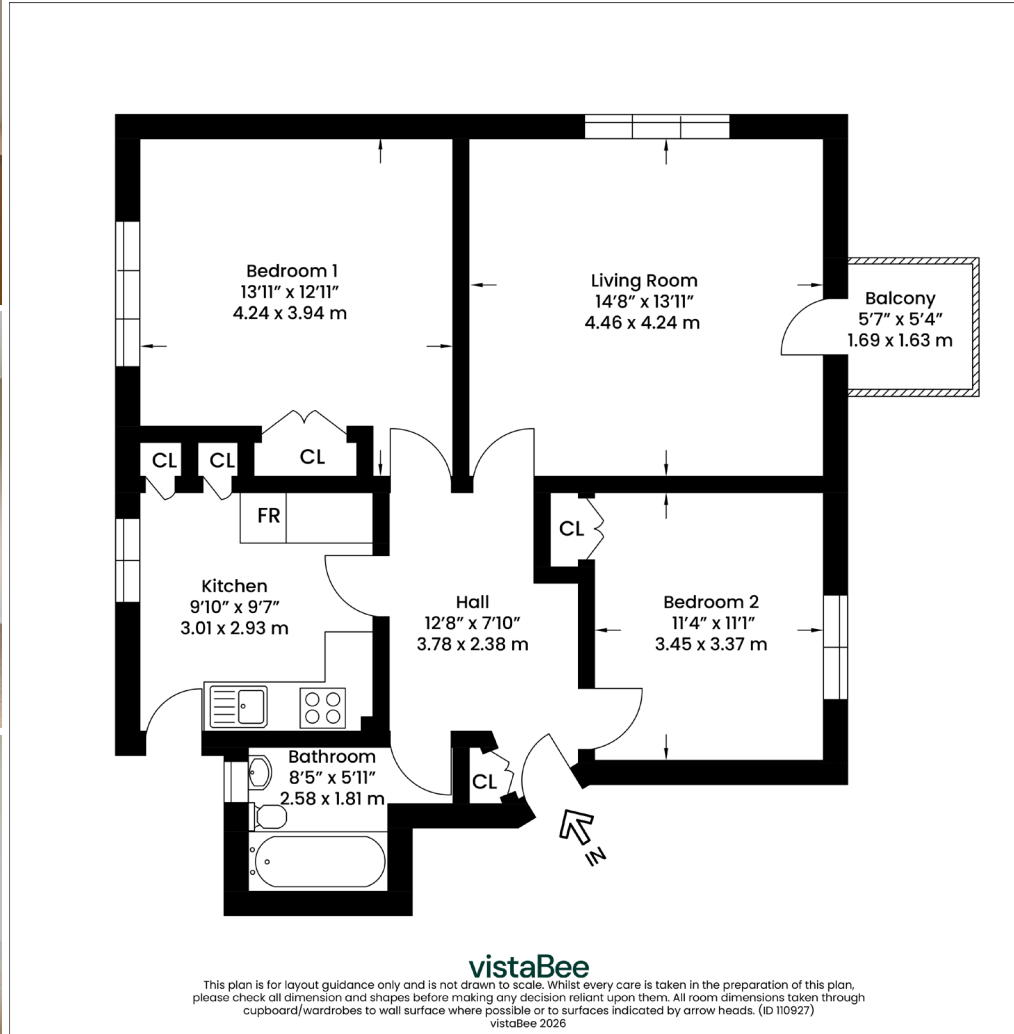 Bedroom 1
13'11" x 12'11"
4.24 x 3.94 m
Living Room
14'8" x 13'11"
4.46 x 4.24 m
Balcony
5'7" x 5'4"
1.69 x 1.63 m
CL
CL
CL
FR
CL
Kitchen
9'10" x 9'7"
3.01 x 2.93 m
Hall
12'8" x 7'10"
3.78 x 2.38 m
Bedroom 2
11'4" x 11'1"
3.45 x 3.37 m
Bathroom
8'5" x 5'11"
2.58 x 1.81 m
CL
IN
vistaBee
This plan is for layout guidance only and is not drawn to scale. Whilst every care is taken in the preparation of this plan,
please check all dimension and shapes before making any decision reliant upon them. All room dimensions taken through
cupboard/wardrobes to wall surface where possible or to surfaces indicated by arrow heads. (ID 110927)
vistaBee 2026